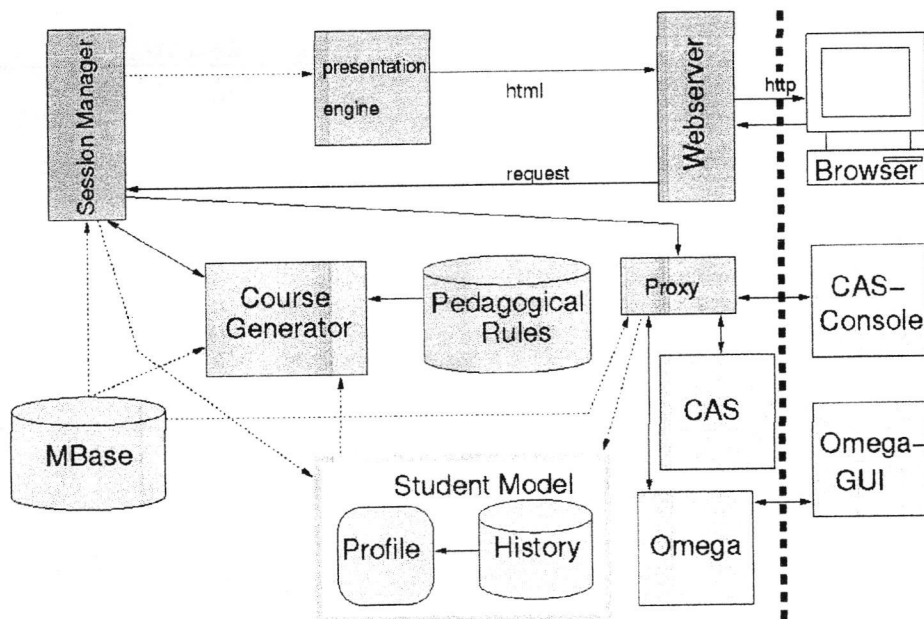 Session Manager
presentation
engine
html
Webserver
http
Browser
request
Course
Generator
Pedagogical
Rules
Proxy
CAS–
Console
CAS
MBase
Omega–
GUI
Student Model
Profile
History
Omega